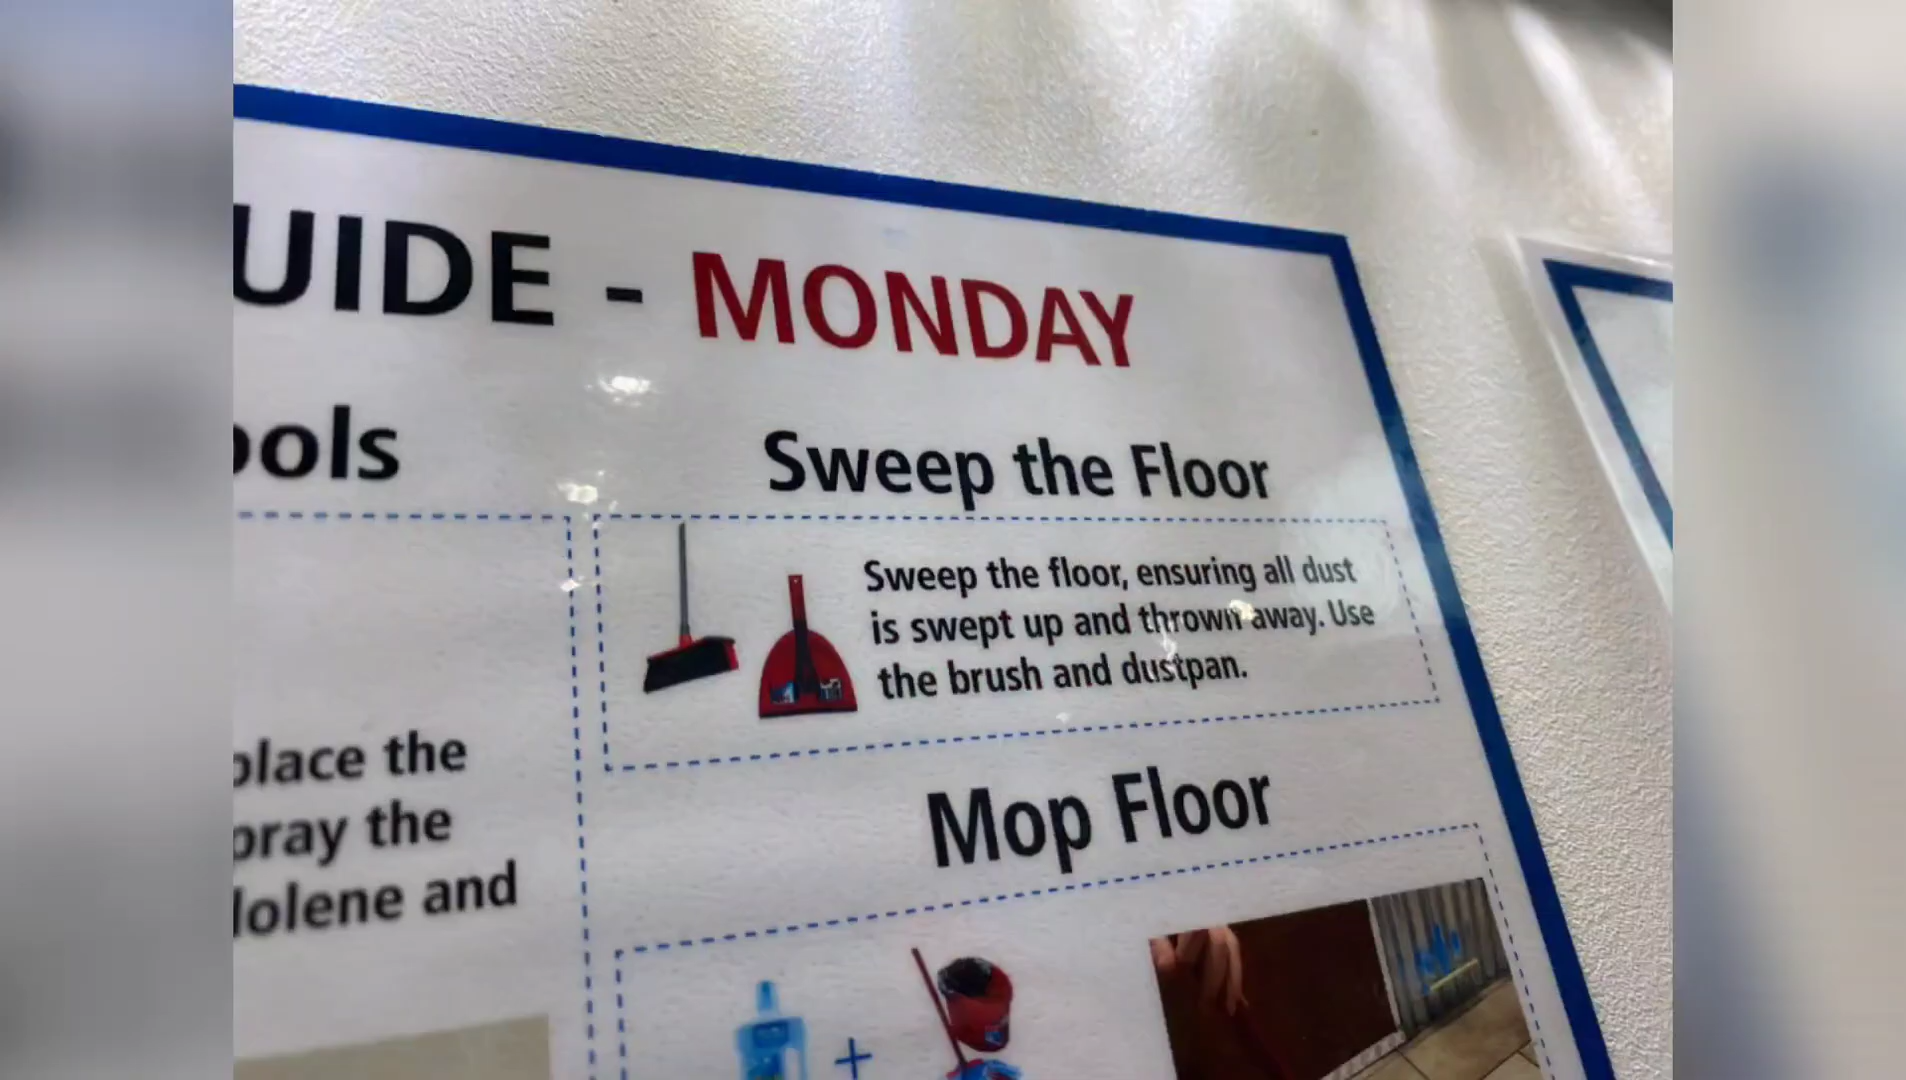 UIDE - MONDAY
ools
place the
pray the
olene and
Sweep the Floor
Sweep the floor, ensuring all dust
is swept up and thrown away. Use
the brush and dustpan.
Mop Floor
+